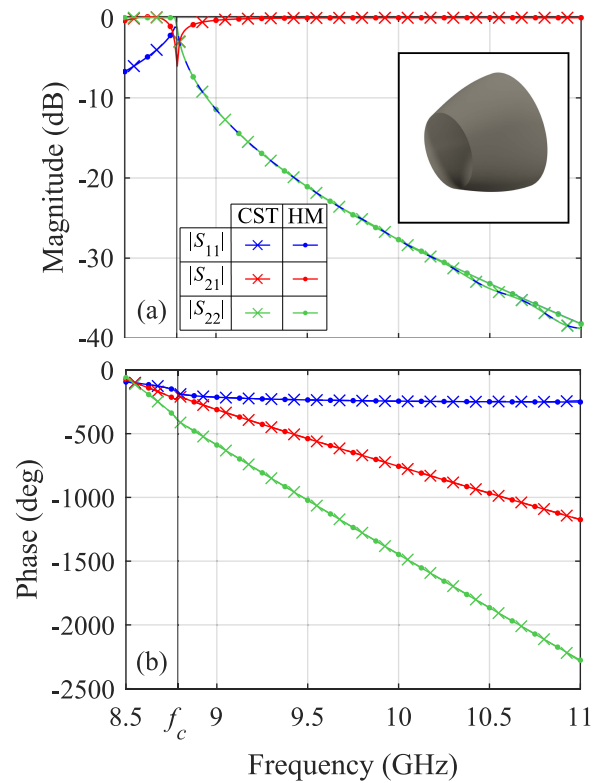 0
-10
-20
-30
-40
Magnitude (dB)
(a)
CST HM
|S11|
|S21|
|S22|
0
-500
-1000
-1500
-2000
-2500
Phase (deg)
(b)
8.5 fc 9 9.5 10 10.5 11
Frequency (GHz)